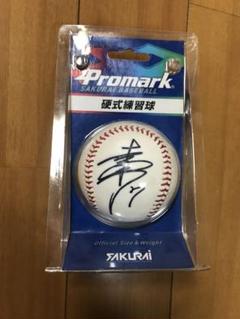 Promark
SAKURAI BASEBALL
硬式練習球
Official Size & Weight
SAKURAI